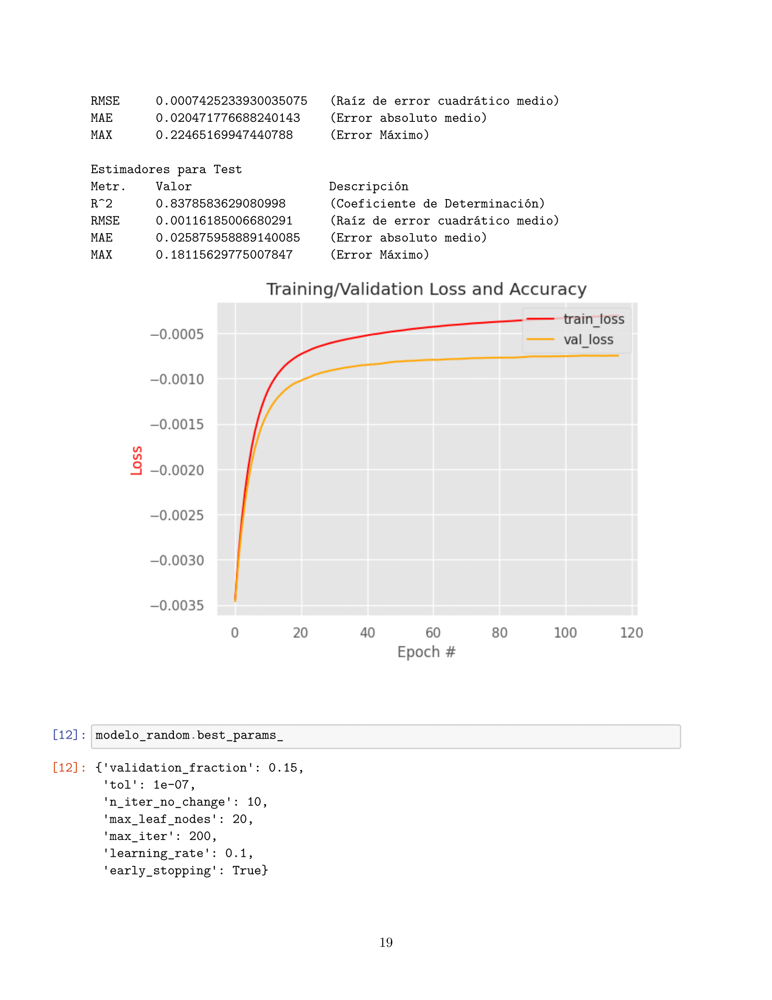 RMSE 0.0007425233930035075 (Raíz de error cuadrático medio)
MAE 0.020471776688240143 (Error absoluto medio)
MAX 0.22465169947440788 (Error Máximo)
Estimadores para Test
Metr. Valor Descripción
R^2 0.8378583629080998 (Coeficiente de Determinación)
RMSE 0.00116185006680291 (Raíz de error cuadrático medio)
MAE 0.025875958889140085 (Error absoluto medio)
MAX 0.18115629775007847 (Error Máximo)
Training/Validation Loss and Accuracy
train_loss
val_loss
−0.0005
−0.0010
−0.0015
−0.0020
−0.0025
−0.0030
−0.0035
Loss
0 20 40 60 80 100 120
Epoch #
[12]: modelo_random.best_params_
[12]: {'validation_fraction': 0.15,
'tol': 1e-07,
'n_iter_no_change': 10,
'max_leaf_nodes': 20,
'max_iter': 200,
'learning_rate': 0.1,
'early_stopping': True}
19